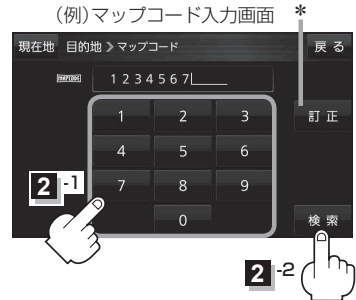 (例)マップコード入力画面 *
現在地 目的地 > マップコード 戻る
MAPCODE 1234567
1 2 3 訂正
4 5 6
2-1 7 8 9
0 検索
2-2